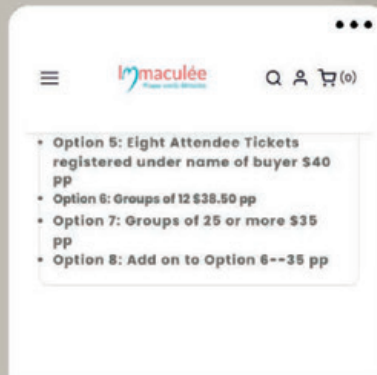 Immaculée
(0)
• Option 5: Eight Attendee Tickets
registered under name of buyer $40
pp
• Option 6: Groups of 12 $38.50 pp
• Option 7: Groups of 25 or more $35
pp
• Option 8: Add on to Option 6--35 pp